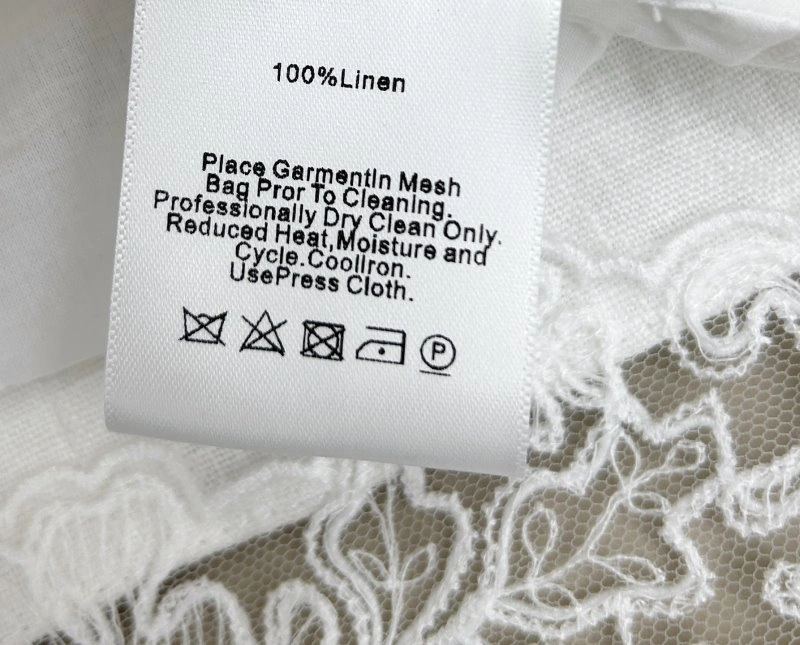 100%Linen
Place GarmentIn Mesh
Bag Pror To Cleaning.
Professionally Dry Clean Only.
Reduced Heat,Moisture and
Cycle.CoolIron.
UsePress Cloth.
P